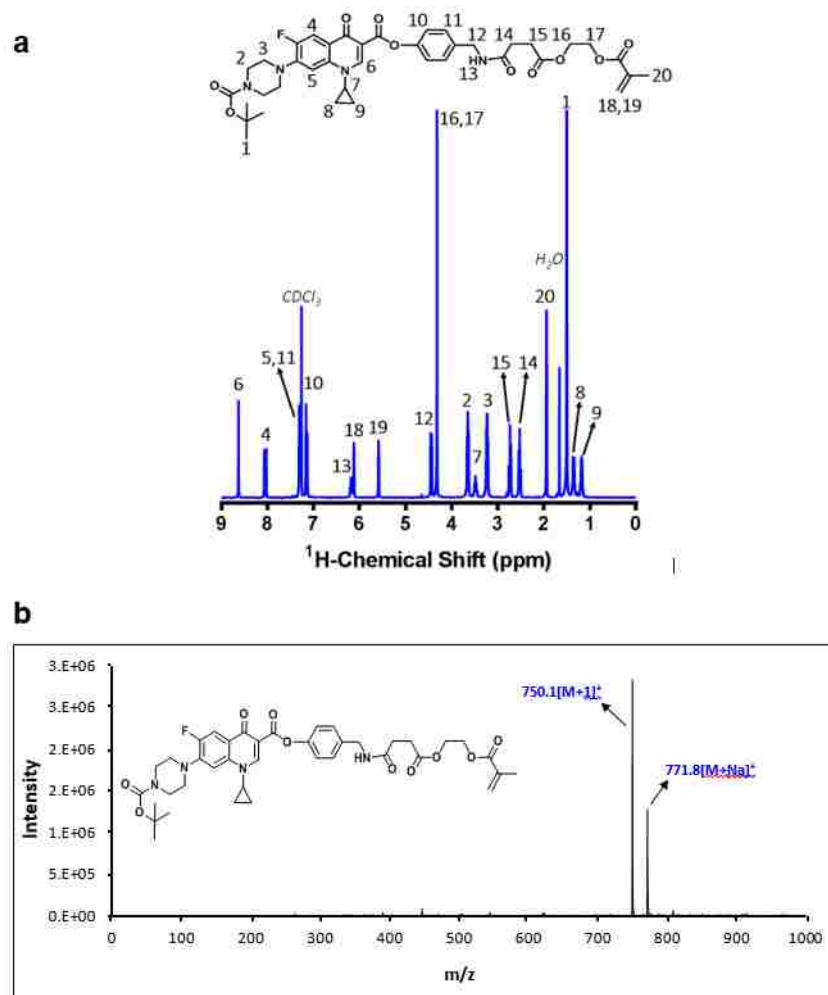 a
F
4
O
O
O
10
11
12
N
H
13
14
O
15
O
O
16
17
O
O
20
18,19
3
2
N
N
5
N
6
7
8
9
O
O
1
1
16,17
H2O
CDCl3
20
5,11
10
6
4
13
18
19
12
2
3
7
15
14
8
9
9
8
7
6
5
4
3
2
1
0
1H-Chemical Shift (ppm)
b
3.E+06
3.E+06
2.E+06
2.E+06
1.E+06
5.E+05
0.E+00
Intensity
750.1[M+1]+
771.8[M+Na]+
F
O
O
O
N
H
O
O
O
O
O
N
N
N
O
O
0
100
200
300
400
500
600
700
800
900
1000
m/z